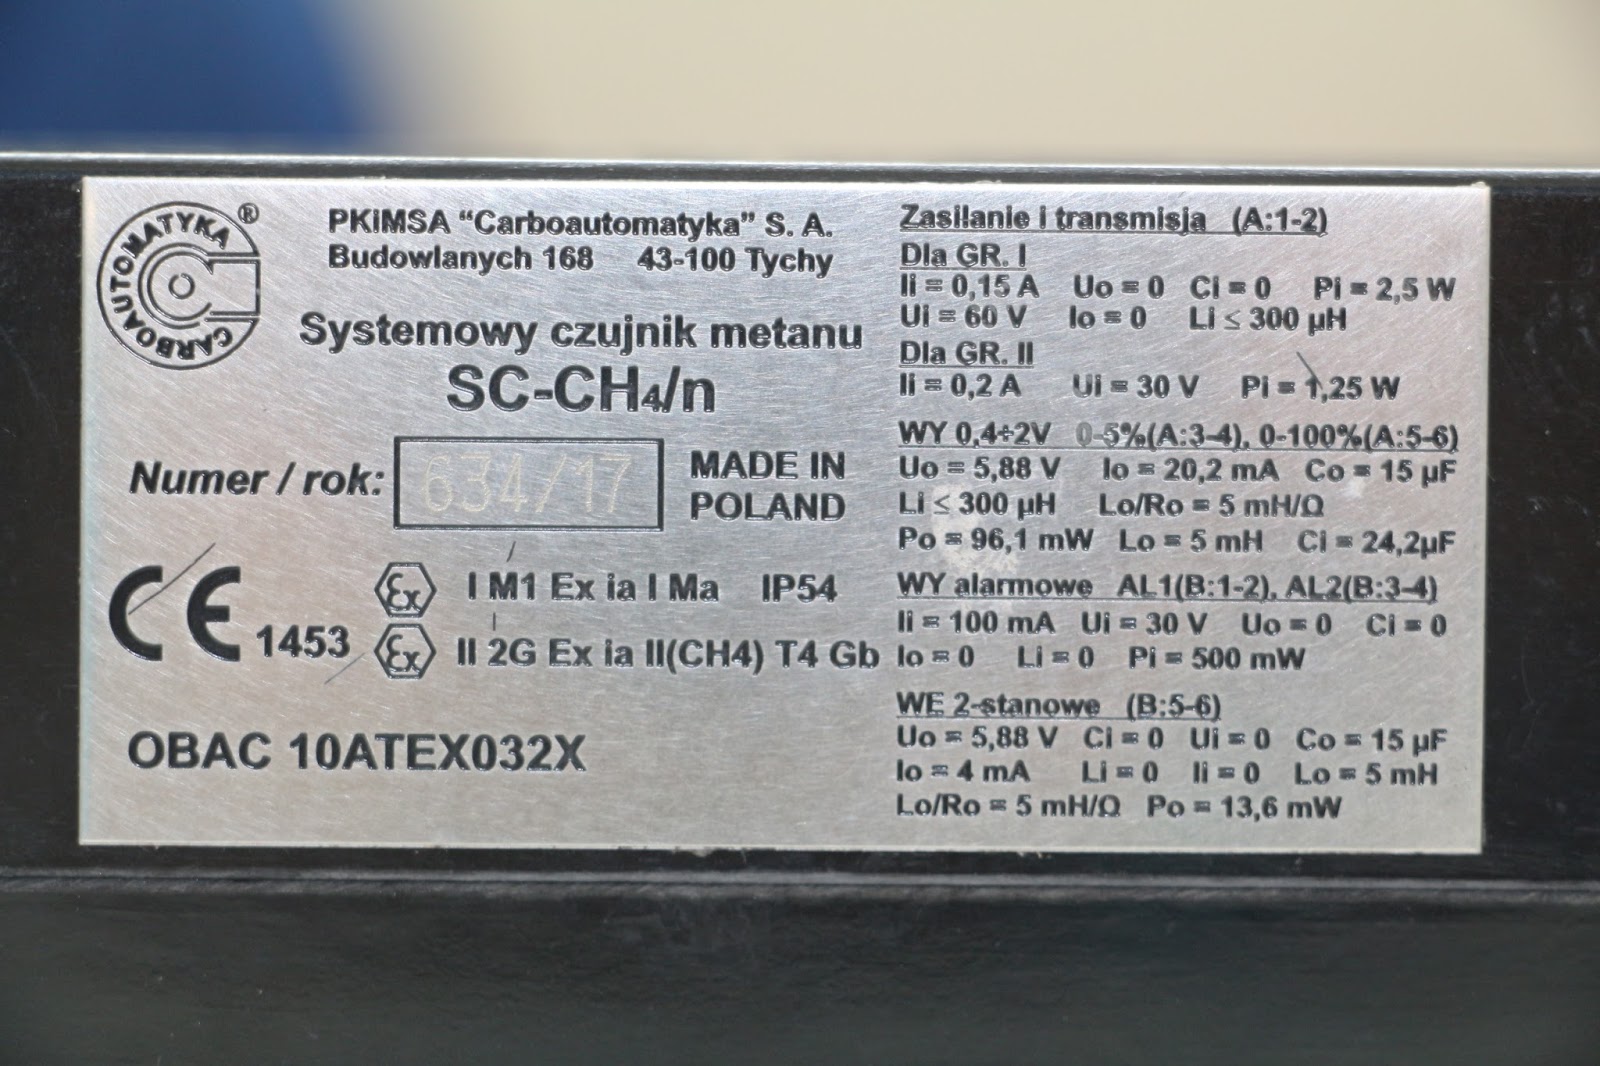 CARBOAUTOMATYKA ®
PKiMSA “Carboautomatyka” S. A.
Budowlanych 168 43-100 Tychy
Systemowy czujnik metanu
SC-CH4/n
Numer / rok: 634/17 MADE IN
POLAND
CE 1453
Ex I M1 Ex ia I Ma IP54
Ex II 2G Ex ia II(CH4) T4 Gb
OBAC 10ATEX032X
Zasilanie i transmisja (A:1-2)
Dla GR. I
Ii = 0,15 A Uo = 0 Ci = 0 Pi = 2,5 W
Ui = 60 V Io = 0 Li ≤ 300 µH
Dla GR. II
Ii = 0,2 A Ui = 30 V Pi = 1,25 W
WY 0,4÷2V 0-5%(A:3-4), 0-100%(A:5-6)
Uo = 5,88 V Io = 20,2 mA Co = 15 µF
Li ≤ 300 µH Lo/Ro = 5 mH/Ω
Po = 96,1 mW Lo = 5 mH Ci = 24,2µF
WY alarmowe AL1(B:1-2), AL2(B:3-4)
Ii = 100 mA Ui = 30 V Uo = 0 Ci = 0
Io = 0 Li = 0 Pi = 500 mW
WE 2-stanowe (B:5-6)
Uo = 5,88 V Ci = 0 Ui = 0 Co = 15 µF
Io = 4 mA Li = 0 Ii = 0 Lo = 5 mH
Lo/Ro = 5 mH/Ω Po = 13,6 mW